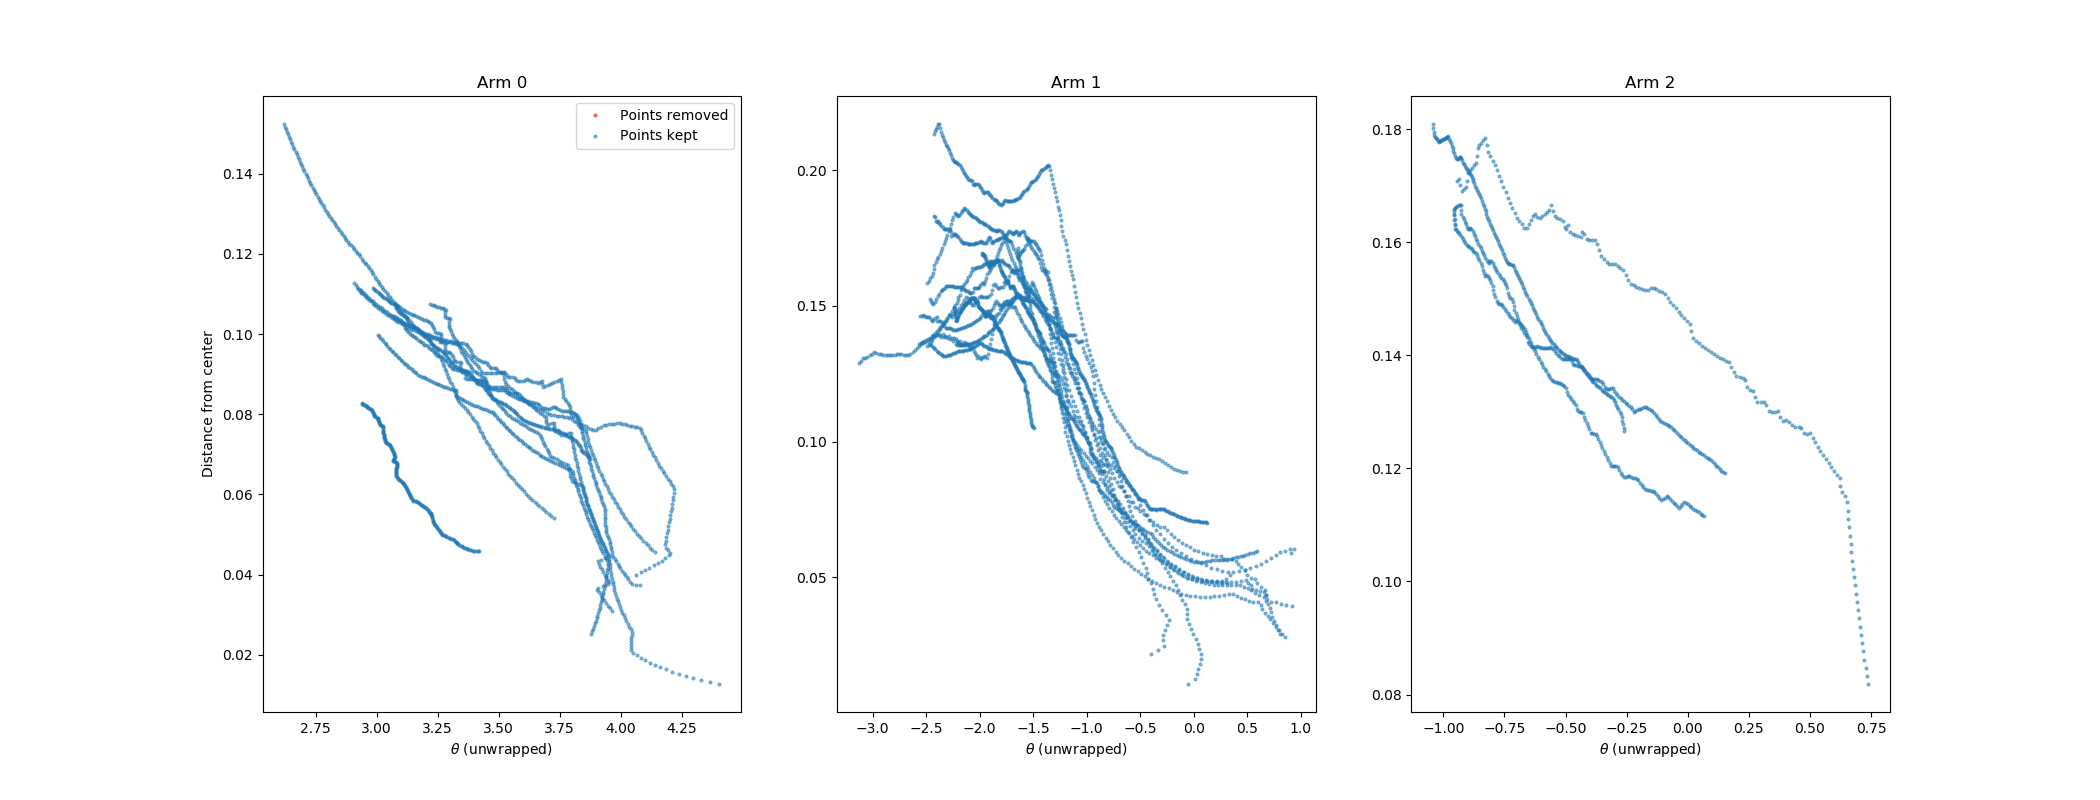 Arm 0
Points removed
Points kept
0.14
0.12
0.10
0.08
0.06
0.04
0.02
Distance from center
2.75 3.00 3.25 3.50 3.75 4.00 4.25
θ (unwrapped)
Arm 1
0.20
0.15
0.10
0.05
−3.0 −2.5 −2.0 −1.5 −1.0 −0.5 0.0 0.5 1.0
θ (unwrapped)
Arm 2
0.18
0.16
0.14
0.12
0.10
0.08
−1.00 −0.75 −0.50 −0.25 0.00 0.25 0.50 0.75
θ (unwrapped)